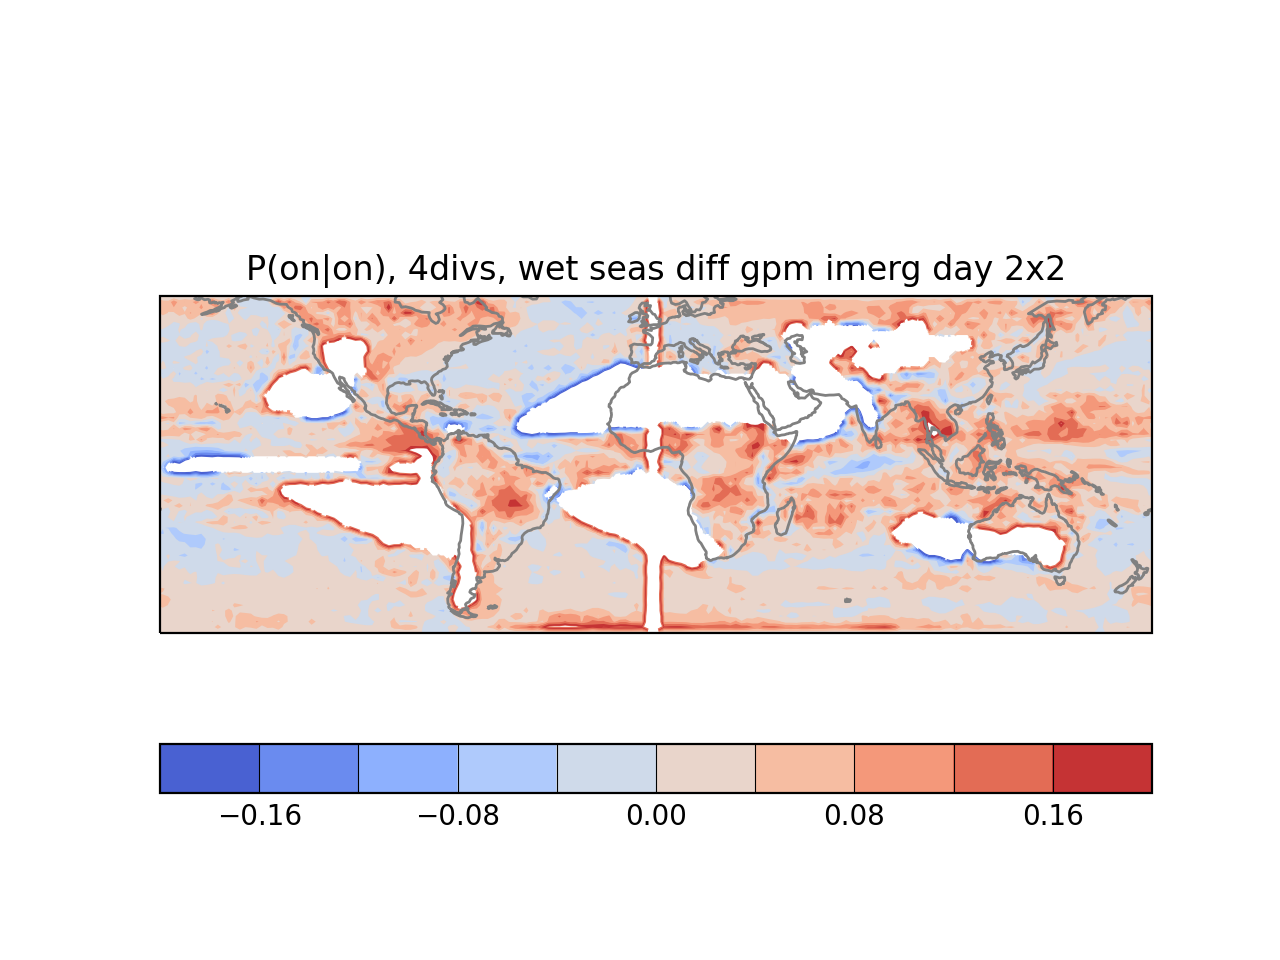 P(on|on), 4divs, wet seas diff gpm imerg day 2x2
−0.16 −0.08 0.00 0.08 0.16